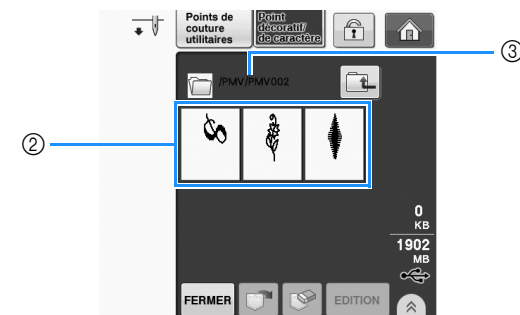 Points de
couture
utilitaires
Point
décoratif/
de caractère
③
/PMV/PMV002
②
0
KB
1902
MB
FERMER
EDITION